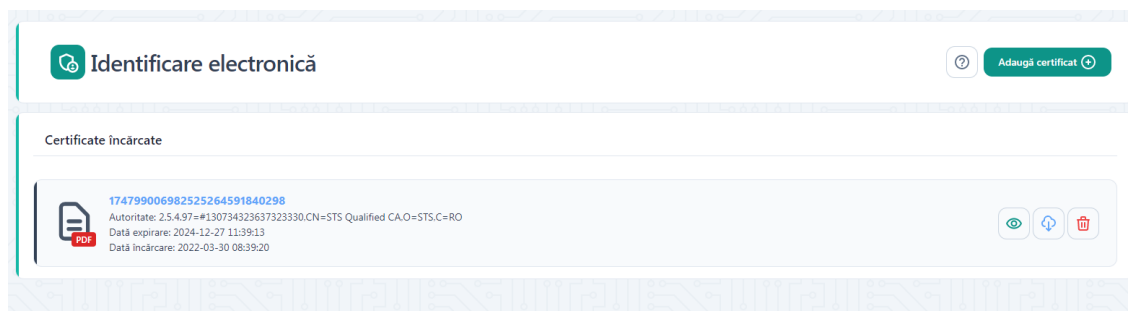 Identificare electronică
Adaugă certificat
Certificate încărcate
174799006982525264591840298
Autoritate: 2.5.4.97=#130734323637323330.CN=STS Qualified CA.O=STS.C=RO
Dată expirare: 2024-12-27 11:39:13
Dată încărcare: 2022-03-30 08:39:20
PDF